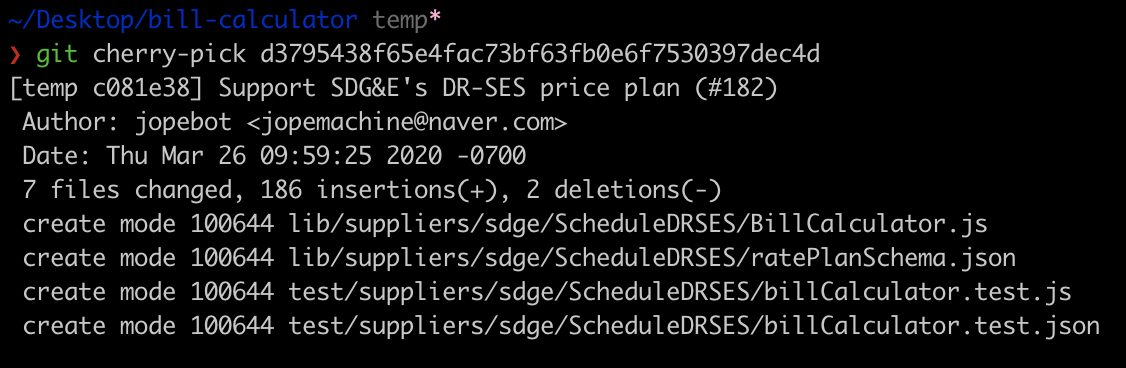 ~/Desktop/bill-calculator temp*
❯ git cherry-pick d3795438f65e4fac73bf63fb0e6f7530397dec4d
[temp c081e38] Support SDG&E's DR-SES price plan (#182)
Author: jopebot <jopemachine@naver.com>
Date: Thu Mar 26 09:59:25 2020 -0700
7 files changed, 186 insertions(+), 2 deletions(-)
create mode 100644 lib/suppliers/sdge/ScheduleDRSES/BillCalculator.js
create mode 100644 lib/suppliers/sdge/ScheduleDRSES/ratePlanSchema.json
create mode 100644 test/suppliers/sdge/ScheduleDRSES/billCalculator.test.js
create mode 100644 test/suppliers/sdge/ScheduleDRSES/billCalculator.test.json